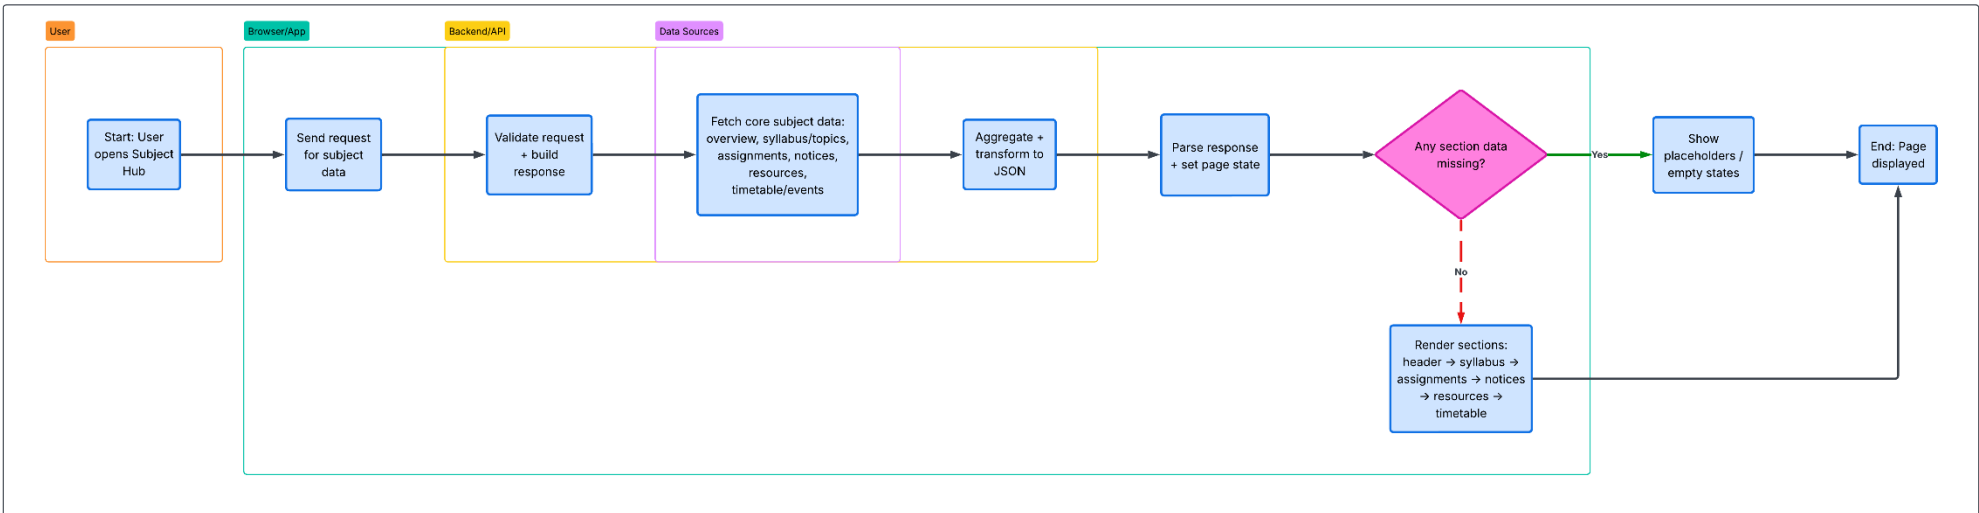 User
Browser/App
Backend/API
Data Sources
Start: User
opens Subject
Hub
Send request
for subject
data
Validate request
+ build
response
Fetch core subject data:
overview, syllabus/topics,
assignments, notices,
resources,
timetable/events
Aggregate +
transform to
JSON
Parse response
+ set page state
Any section data
missing?
Yes
Show
placeholders /
empty states
End: Page
displayed
No
Render sections:
header → syllabus →
assignments → notices
→ resources →
timetable